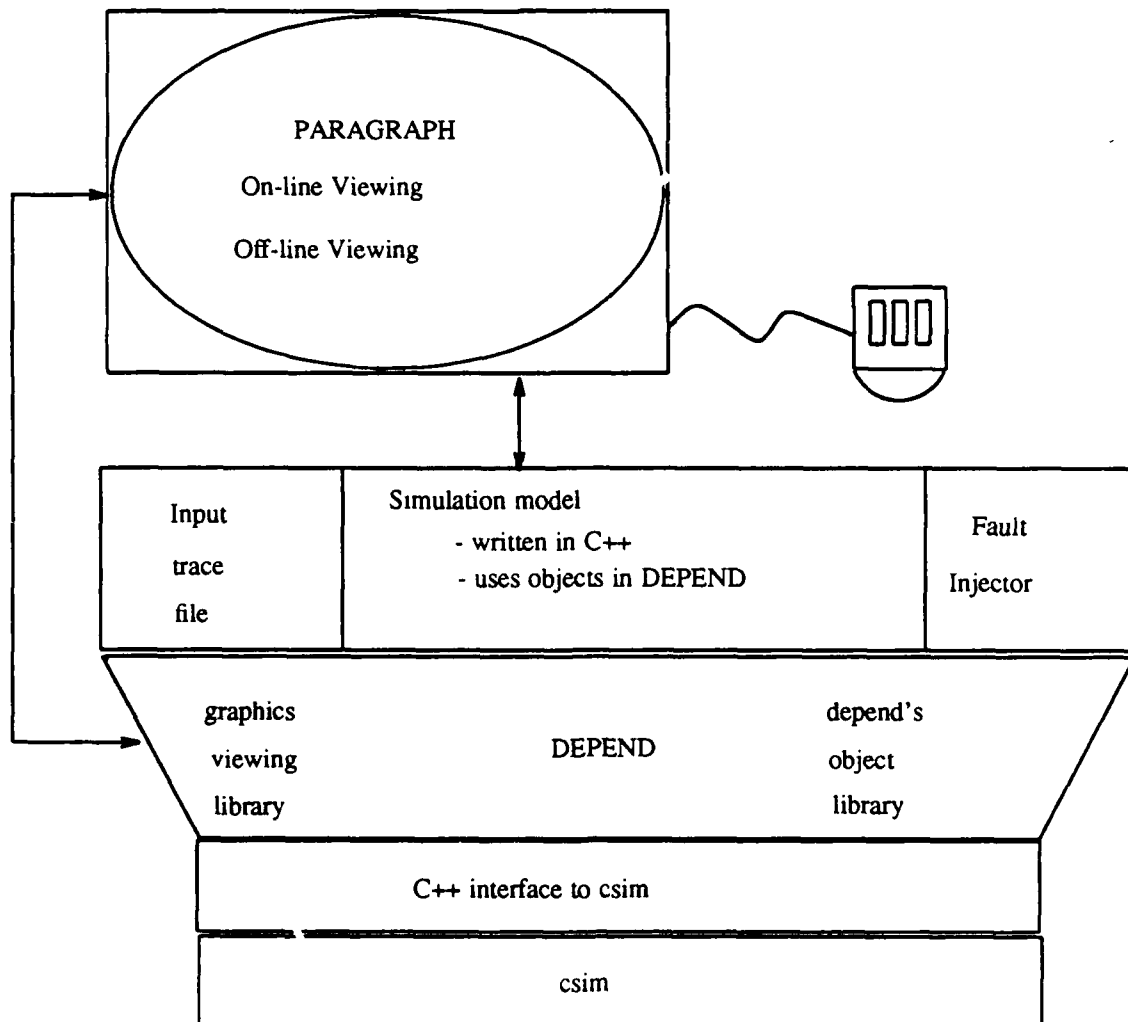 PARAGRAPH
On-line Viewing
Off-line Viewing
Input
trace
file
Simulation model
- written in C++
- uses objects in DEPEND
Fault
Injector
graphics
viewing
library
DEPEND
depend's
object
library
C++ interface to csim
csim